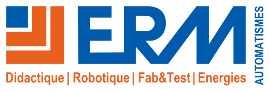 ERM
AUTOMATISMES
Didactique | Robotique | Fab&Test | Energies